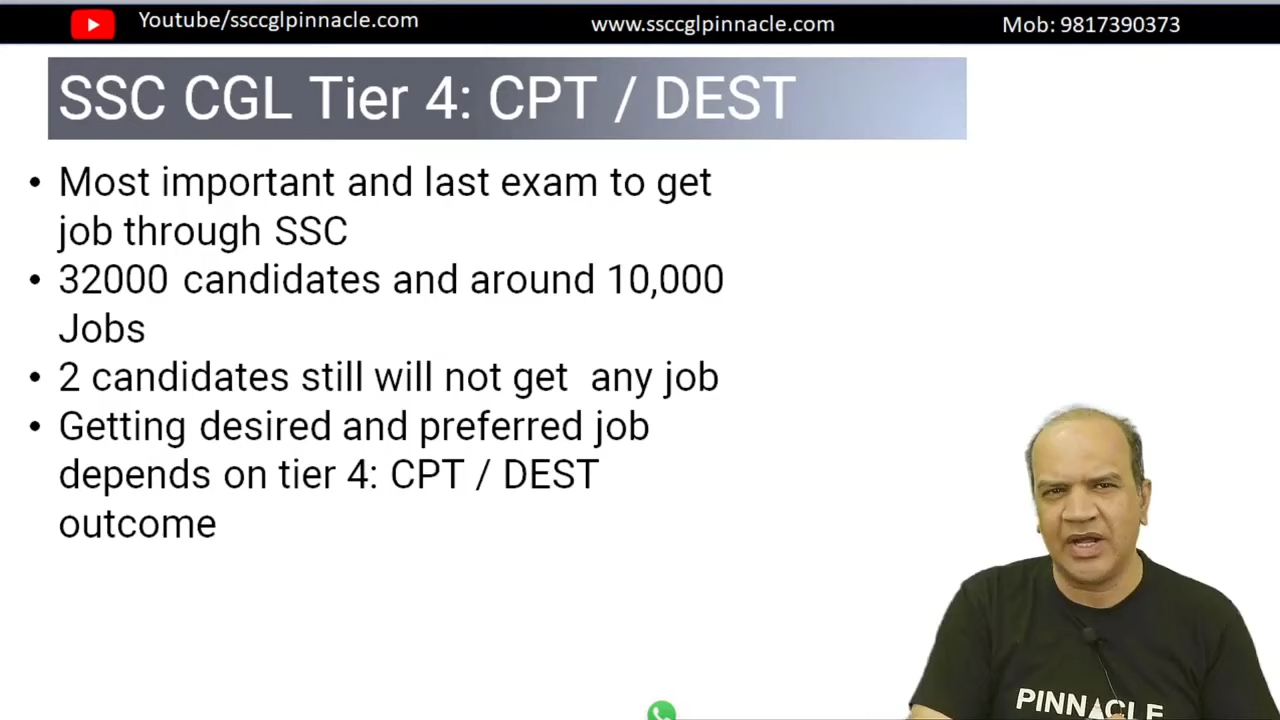 Youtube/ssccglpinnacle.com
www.ssccglpinnacle.com
Mob: 9817390373
SSC CGL Tier 4: CPT / DEST
• Most important and last exam to get
job through SSC
• 32000 candidates and around 10,000
Jobs
• 2 candidates still will not get any job
• Getting desired and preferred job
depends on tier 4: CPT / DEST
outcome
PINNACLE